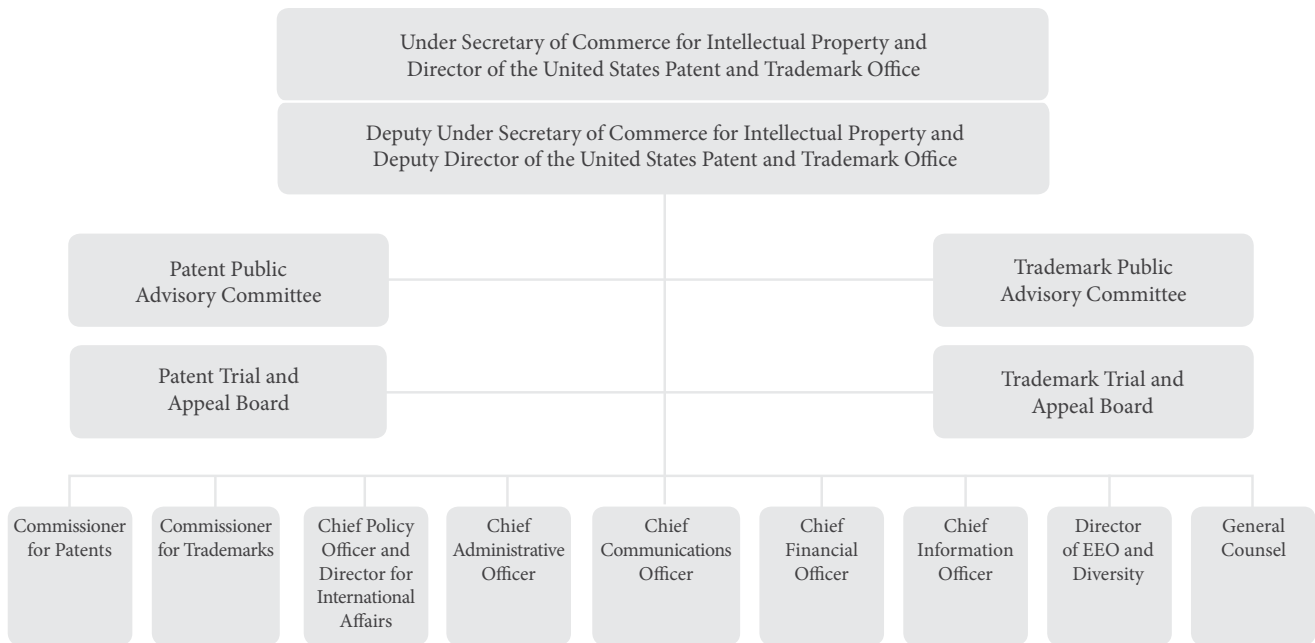 Under Secretary of Commerce for Intellectual Property and
Director of the United States Patent and Trademark Office
Deputy Under Secretary of Commerce for Intellectual Property and
Deputy Director of the United States Patent and Trademark Office
Patent Public
Advisory Committee
Trademark Public
Advisory Committee
Patent Trial and
Appeal Board
Trademark Trial and
Appeal Board
Commissioner
for Patents
Commissioner
for Trademarks
Chief Policy
Officer and
Director for
International
Affairs
Chief
Administrative
Officer
Chief
Communications
Officer
Chief
Financial
Officer
Chief
Information
Officer
Director
of EEO and
Diversity
General
Counsel